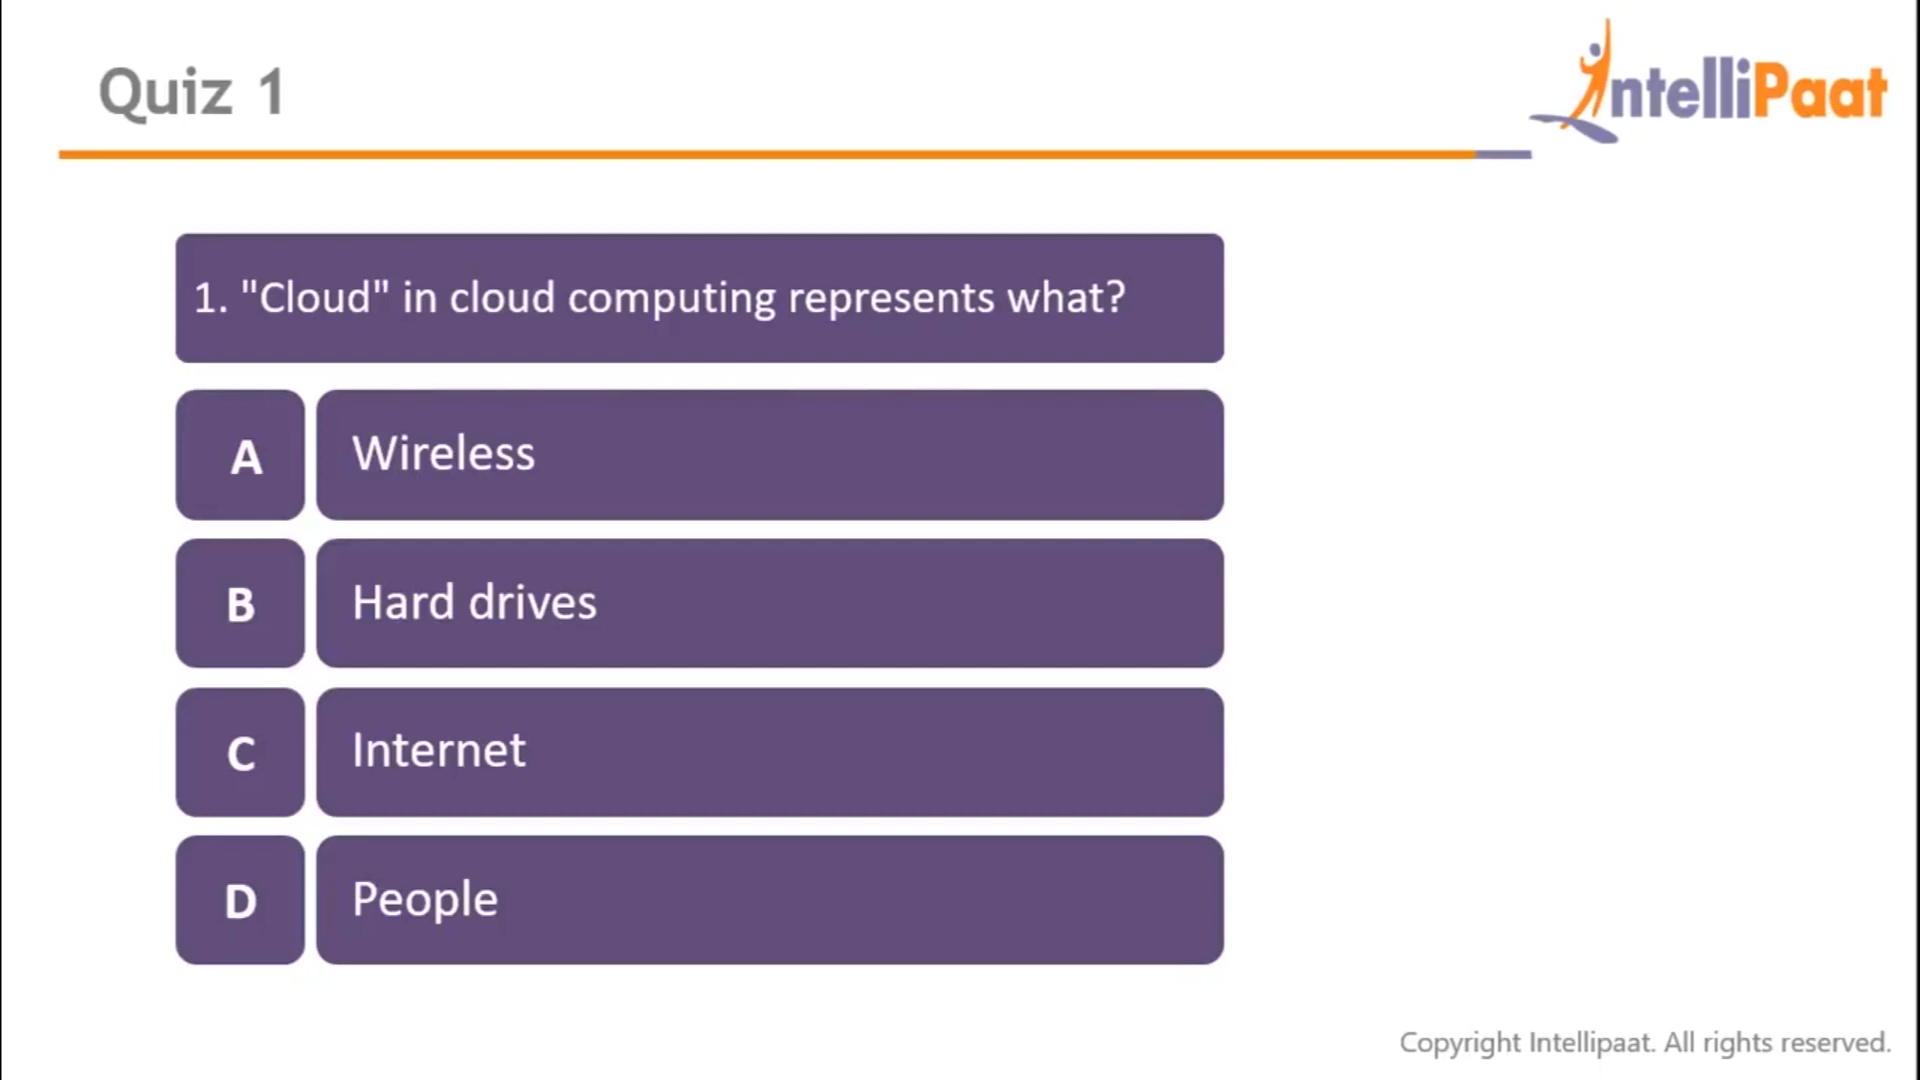 Quiz 1
IntelliPaat
1. "Cloud" in cloud computing represents what?
A Wireless
B Hard drives
C Internet
D People
Copyright Intellipaat. All rights reserved.